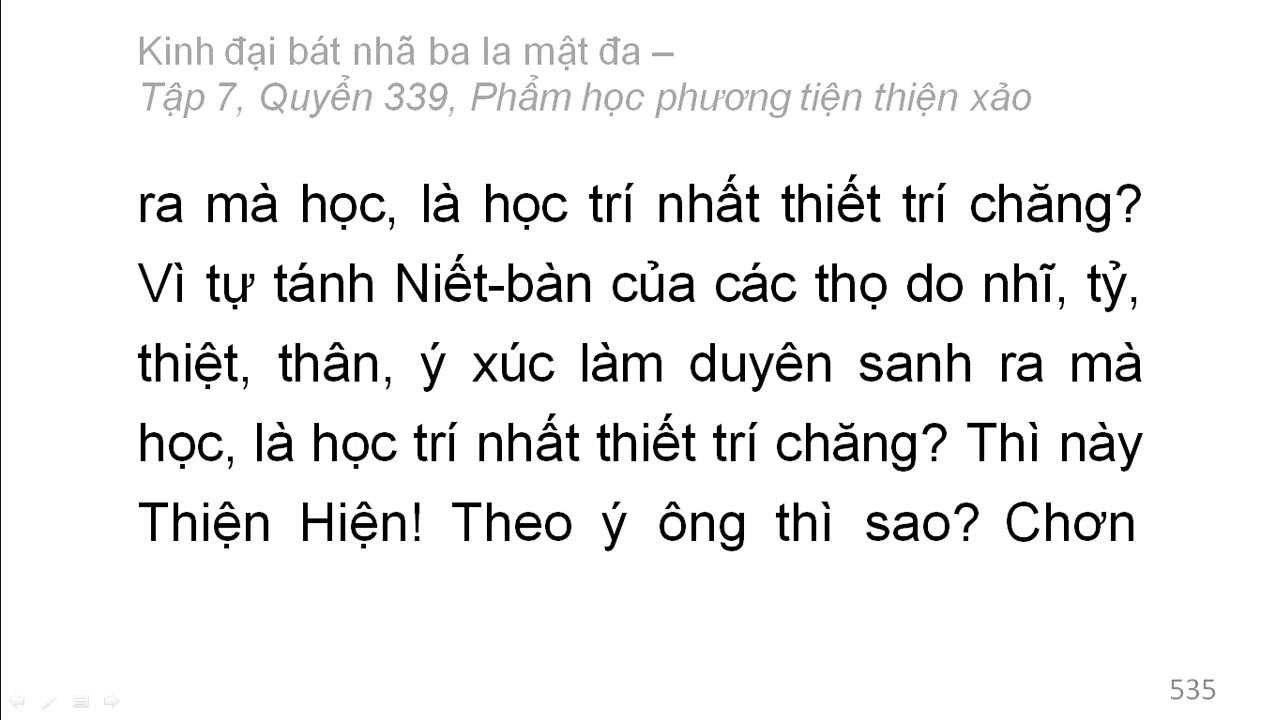 Kinh đại bát nhã ba la mật đa –
Tập 7, Quyển 339, Phẩm học phương tiện thiện xảo
ra mà học, là học trí nhất thiết trí chăng?
Vì tự tánh Niết-bàn của các thọ do nhĩ, tỷ,
thiệt, thân, ý xúc làm duyên sanh ra mà
học, là học trí nhất thiết trí chăng? Thì này
Thiện Hiện! Theo ý ông thì sao? Chơn
535